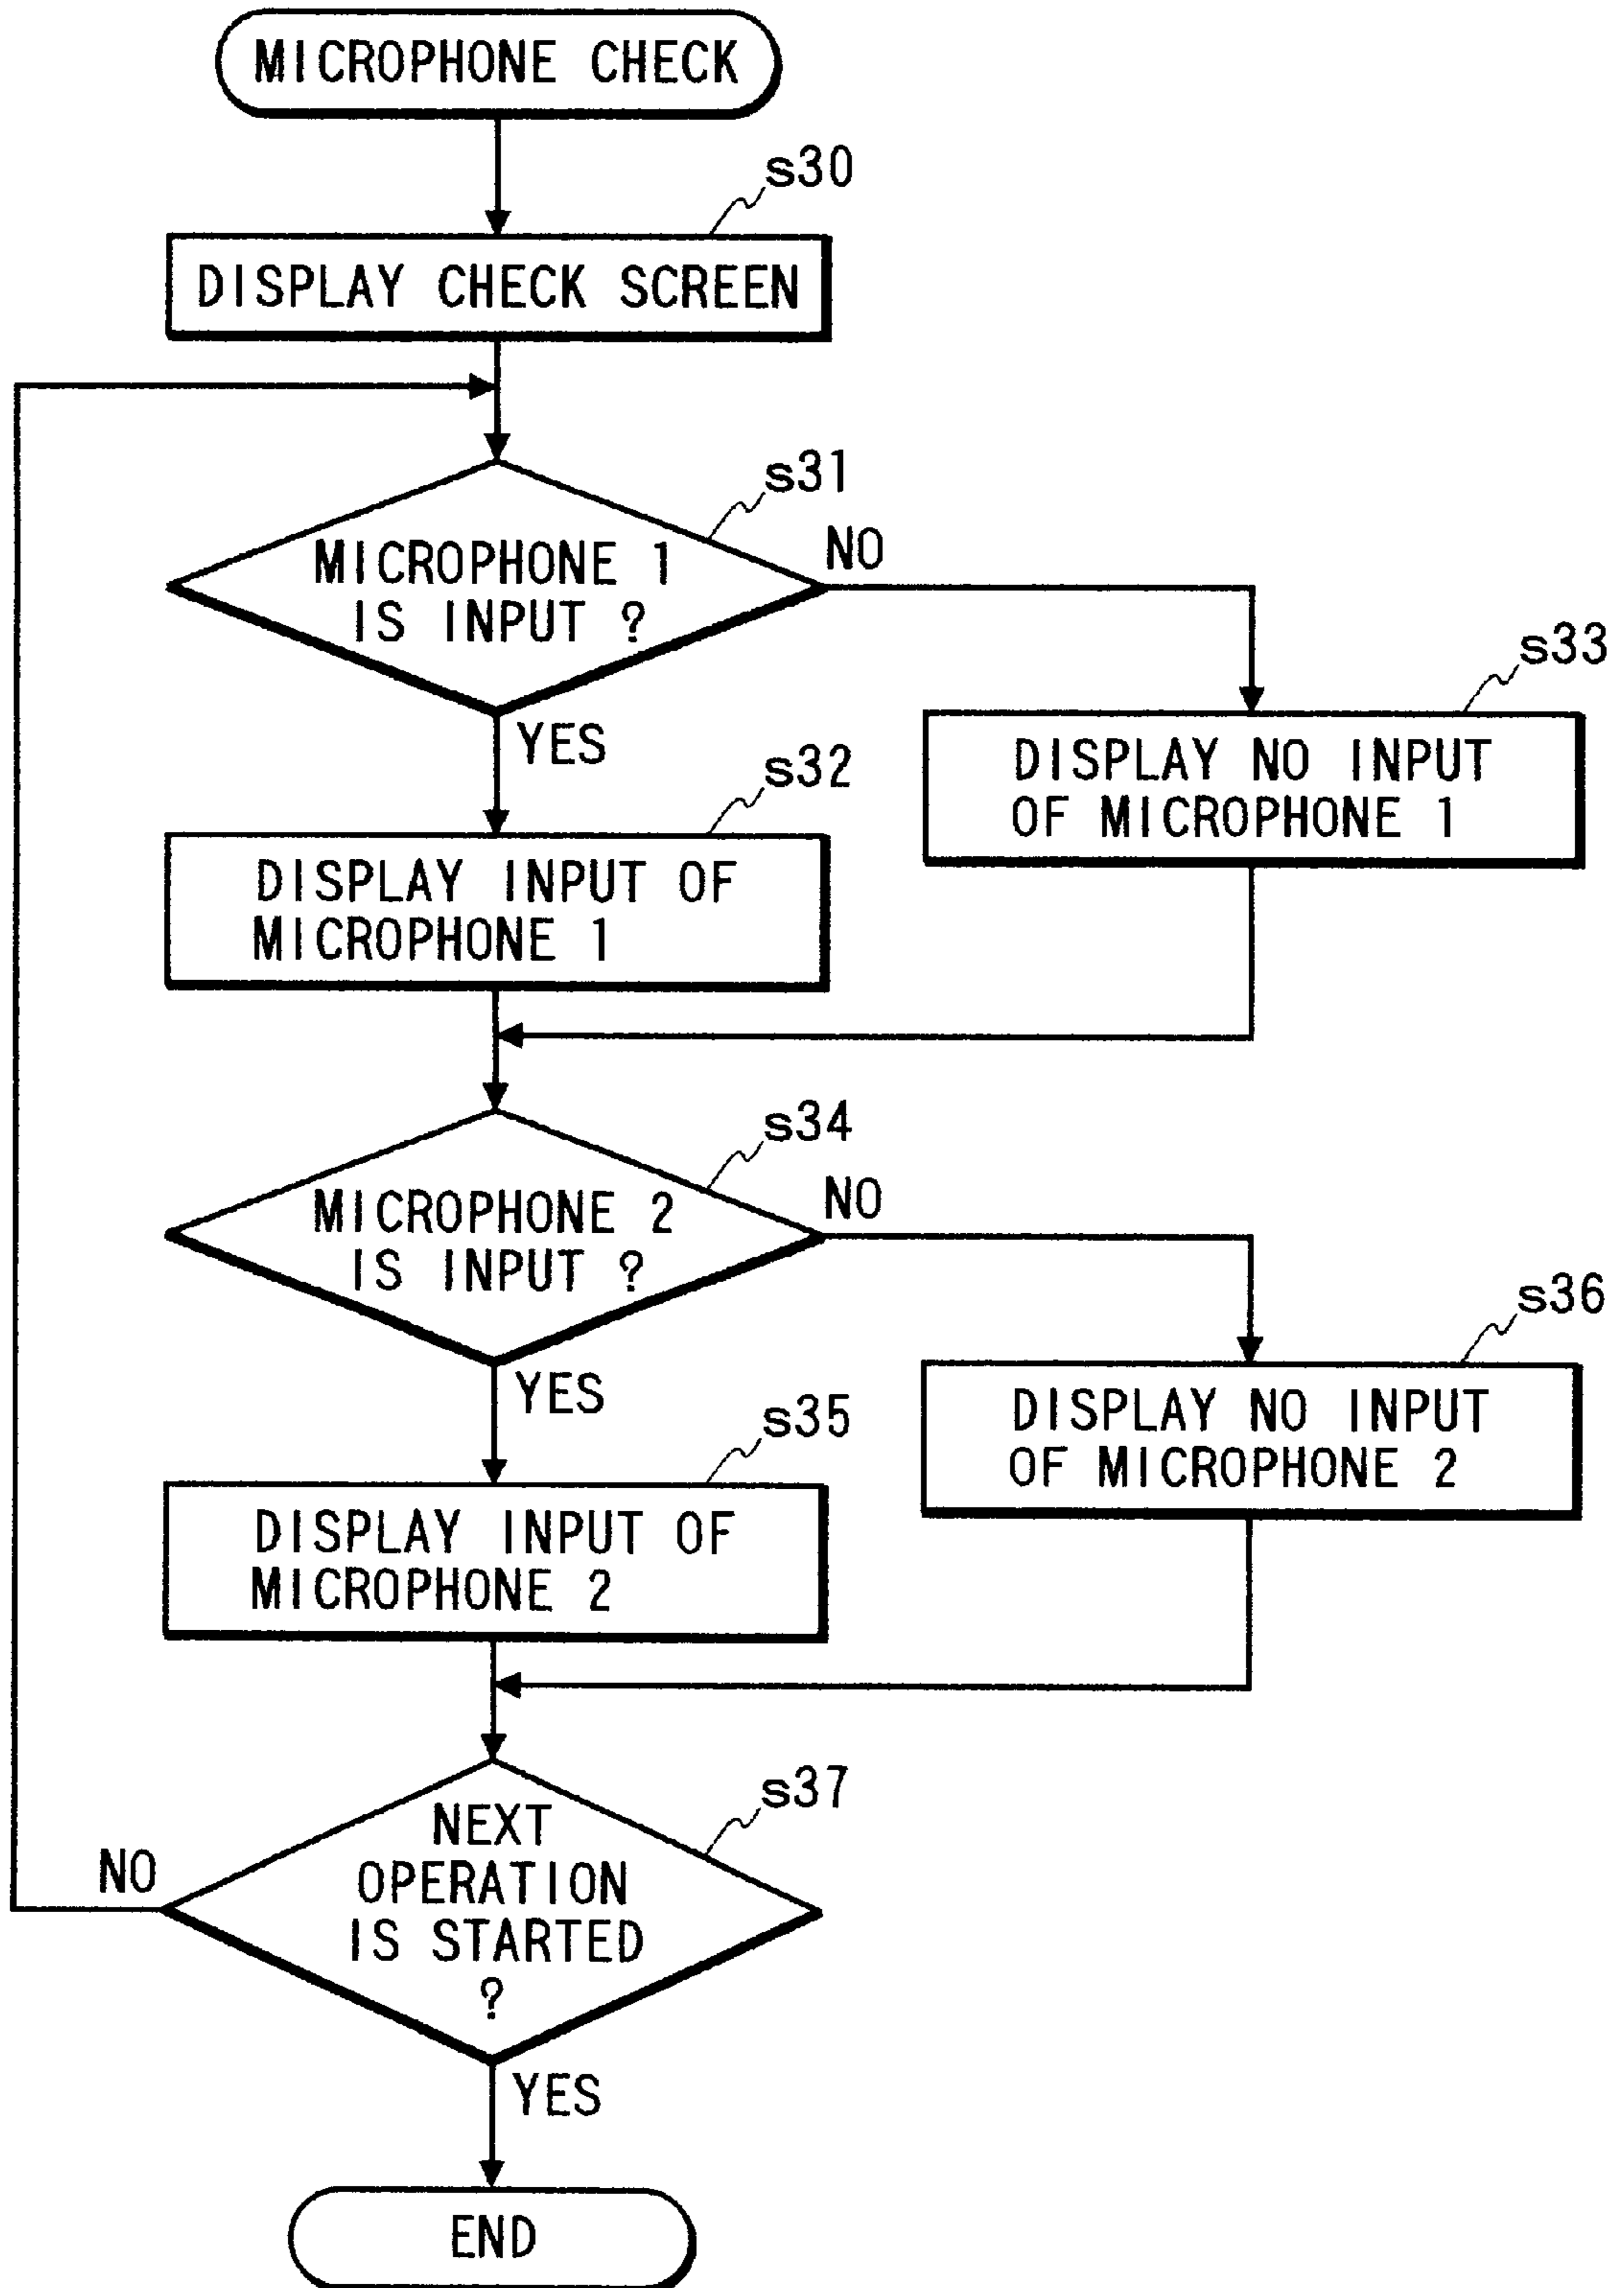 MICROPHONE CHECK
s30
DISPLAY CHECK SCREEN
s31
MICROPHONE 1
IS INPUT ?
NO
YES
s33
DISPLAY NO INPUT
OF MICROPHONE 1
s32
DISPLAY INPUT OF
MICROPHONE 1
s34
MICROPHONE 2
IS INPUT ?
NO
YES
s36
DISPLAY NO INPUT
OF MICROPHONE 2
s35
DISPLAY INPUT OF
MICROPHONE 2
s37
NEXT
OPERATION
IS STARTED
?
NO
YES
END